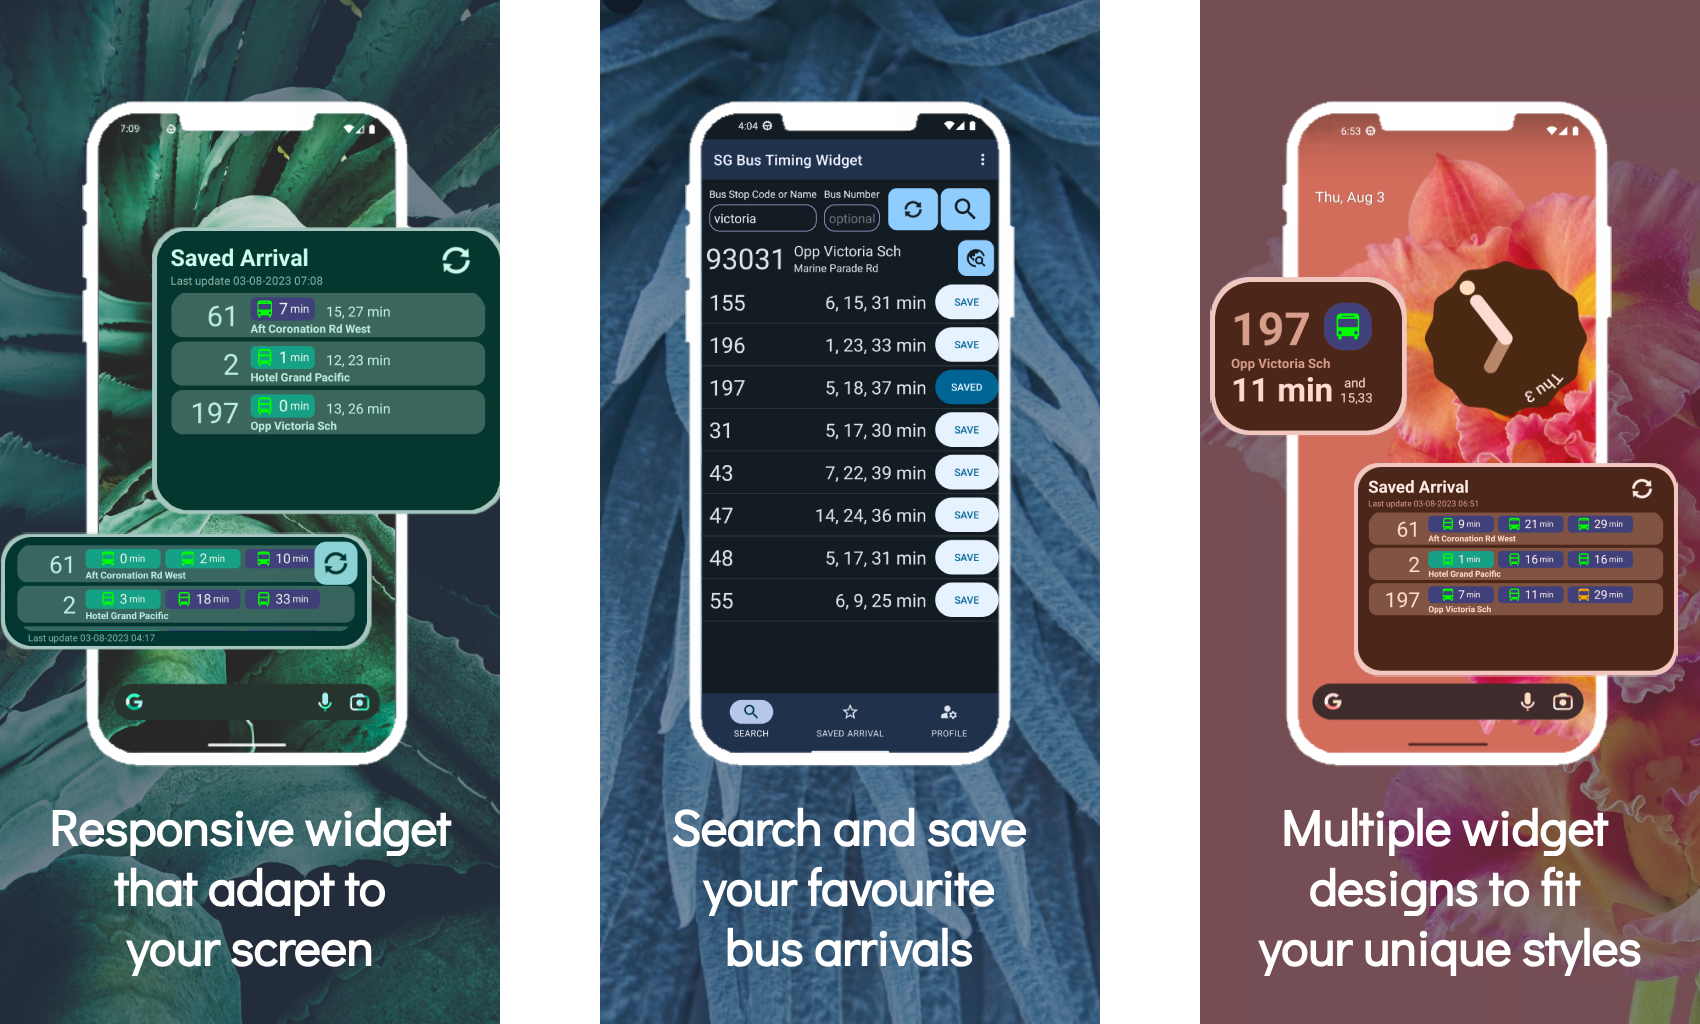 7:09
Saved Arrival
Last update 03-08-2023 07:08
61
7 min
15, 27 min
Aft Coronation Rd West
2
1 min
12, 23 min
Hotel Grand Pacific
197
0 min
13, 26 min
Opp Victoria Sch
61
0 min
2 min
10 min
Aft Coronation Rd West
2
3 min
18 min
33 min
Hotel Grand Pacific
Last update 03-08-2023 04:17
G
Responsive widget
that adapt to
your screen
4:04
SG Bus Timing Widget
Bus Stop Code or Name
Bus Number
victoria
optional
93031
Opp Victoria Sch
Marine Parade Rd
155
6, 15, 31 min
SAVE
196
1, 23, 33 min
SAVE
197
5, 18, 37 min
SAVED
31
5, 17, 30 min
SAVE
43
7, 22, 39 min
SAVE
47
14, 24, 36 min
SAVE
48
5, 17, 31 min
SAVE
55
6, 9, 25 min
SAVE
SEARCH
SAVED ARRIVAL
PROFILE
Search and save
your favourite
bus arrivals
6:53
Thu, Aug 3
197
Opp Victoria Sch
11 min
and
15,33
Thu 3
Saved Arrival
Last update 03-08-2023 06:51
61
9 min
21 min
29 min
Aft Coronation Rd West
2
1 min
16 min
16 min
Hotel Grand Pacific
197
7 min
11 min
29 min
Opp Victoria Sch
G
Multiple widget
designs to fit
your unique styles